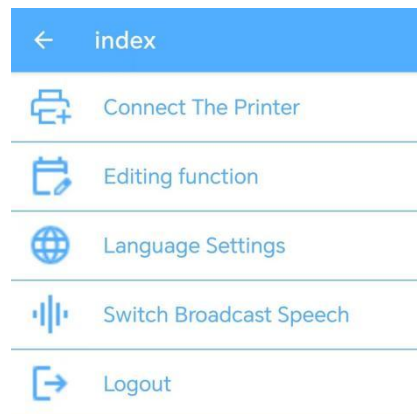 index
Connect The Printer
Editing function
Language Settings
Switch Broadcast Speech
Logout